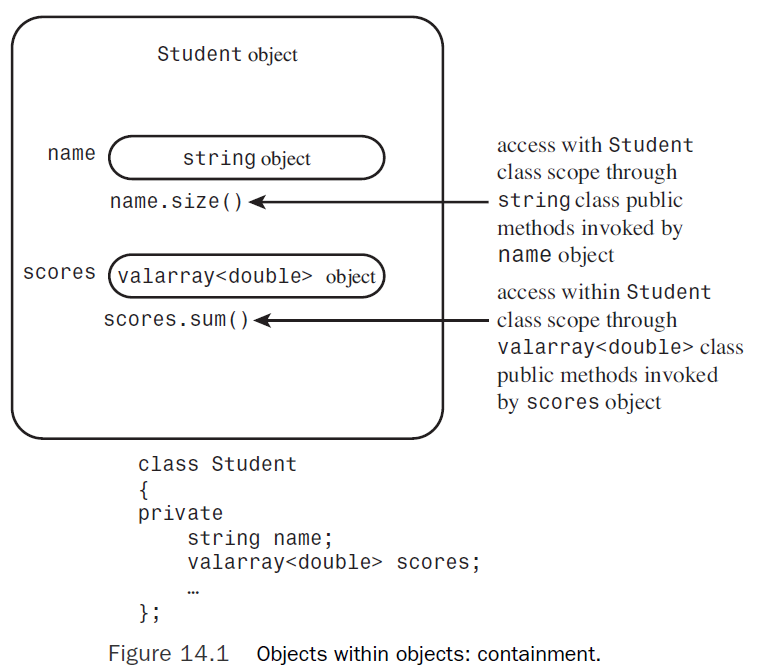 Student object
name
string object
name.size()
access with Student
class scope through
string class public
methods invoked by
name object
scores
valarray<double> object
scores.sum()
access within Student
class scope through
valarray<double> class
public methods invoked
by scores object
class Student
{
private
string name;
valarray<double> scores;
…
};
Figure 14.1 Objects within objects: containment.